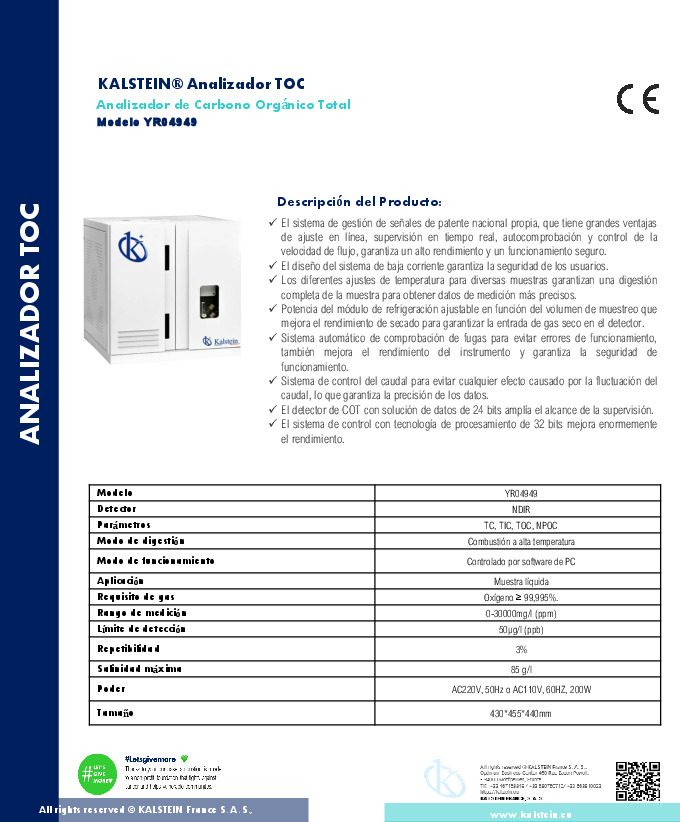 KALSTEIN® Analizador TOC
Analizador de Carbono Orgánico Total
Modelo YR04949
CE
ANALIZADOR TOC
Descripción del Producto:
✓ El sistema de gestión de señales de patente nacional propia, que tiene grandes ventajas
de ajuste en línea, supervisión en tiempo real, autocomprobación y control de la
velocidad de flujo, garantiza un alto rendimiento y un funcionamiento seguro.
✓ El diseño del sistema de baja corriente garantiza la seguridad de los usuarios.
✓ Los diferentes ajustes de temperatura para diversas muestras garantizan una digestión
completa de la muestra para obtener datos de medición más precisos.
✓ Potencia del módulo de refrigeración ajustable en función del volumen de muestreo que
mejora el rendimiento de secado para garantizar la entrada de gas seco en el detector.
✓ Sistema automático de comprobación de fugas para evitar errores de funcionamiento,
también mejora el rendimiento del instrumento y garantiza la seguridad de
funcionamiento.
✓ Sistema de control del caudal para evitar cualquier efecto causado por la fluctuación del
caudal, lo que garantiza la precisión de los datos.
✓ El detector de COT con solución de datos de 24 bits amplía el alcance de la supervisión.
✓ El sistema de control con tecnología de procesamiento de 32 bits mejora enormemente
el rendimiento.
Kalstein
Modelo YR04949
Detector NDIR
Parámetros TC, TIC, TOC, NPOC
Modo de digestión Combustión a alta temperatura
Modo de funcionamiento Controlado por software de PC
Aplicación Muestra líquida
Requisito de gas Oxígeno ≥ 99,995%.
Rango de medición 0-30000mg/l (ppm)
Límite de detección 50µg/l (ppb)
Repetibilidad 3%
Salinidad máxima 85 g/l
Poder AC220V, 50Hz o AC110V, 60HZ, 200W
Tamaño 430*455*440mm
# LET'S
GIVE
MORE
#Letsgivemore
All rights reserved © KALSTEIN France S.A.S.,
KALSTEIN FRANCE, S. A. S
All rights reserved © KALSTEIN France S.A.S.,
www.kalstein.eu